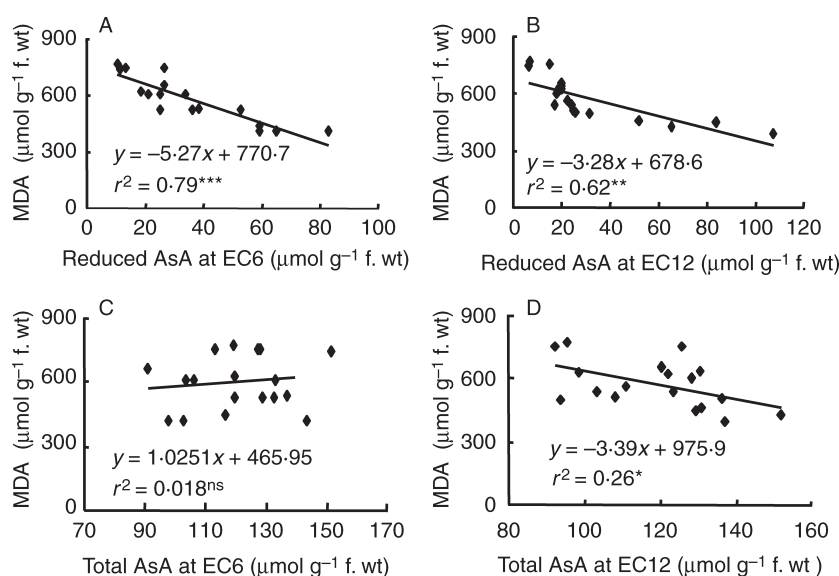 A
900
600
300
0
MDA (μmol g⁻¹ f. wt)
y = –5·27x + 770·7
r² = 0·79***
0 20 40 60 80 100
Reduced AsA at EC6 (μmol g⁻¹ f. wt)
B
900
600
300
0
MDA (μmol g⁻¹ f. wt)
y = –3·28x + 678·6
r² = 0·62**
0 20 40 60 80 100 120
Reduced AsA at EC12 (μmol g⁻¹ f. wt)
C
900
600
300
0
MDA (μmol g⁻¹ f. wt)
y = 1·0251x + 465·95
r² = 0·018ⁿˢ
70 90 110 130 150 170
Total AsA at EC6 (μmol g⁻¹ f. wt)
D
900
600
300
0
MDA (μmol g⁻¹ f. wt)
y = –3·39x + 975·9
r² = 0·26*
80 100 120 140 160
Total AsA at EC12 (μmol g⁻¹ f. wt )